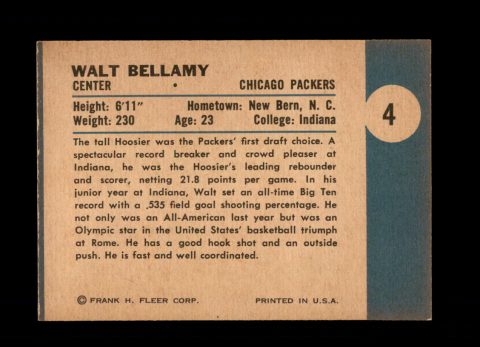 WALT BELLAMY
CENTER • CHICAGO PACKERS
Height: 6'11" Hometown: New Bern, N. C.
Weight: 230 Age: 23 College: Indiana
4
The tall Hoosier was the Packers' first draft choice. A
spectacular record breaker and crowd pleaser at
Indiana, he was the Hoosier's leading rebounder
and scorer, netting 21.8 points per game. In his
junior year at Indiana, Walt set an all-time Big Ten
record with a .535 field goal shooting percentage. He
not only was an All-American last year but was an
Olympic star in the United States' basketball triumph
at Rome. He has a good hook shot and an outside
push. He is fast and well coordinated.
© FRANK H. FLEER CORP. PRINTED IN U.S.A.